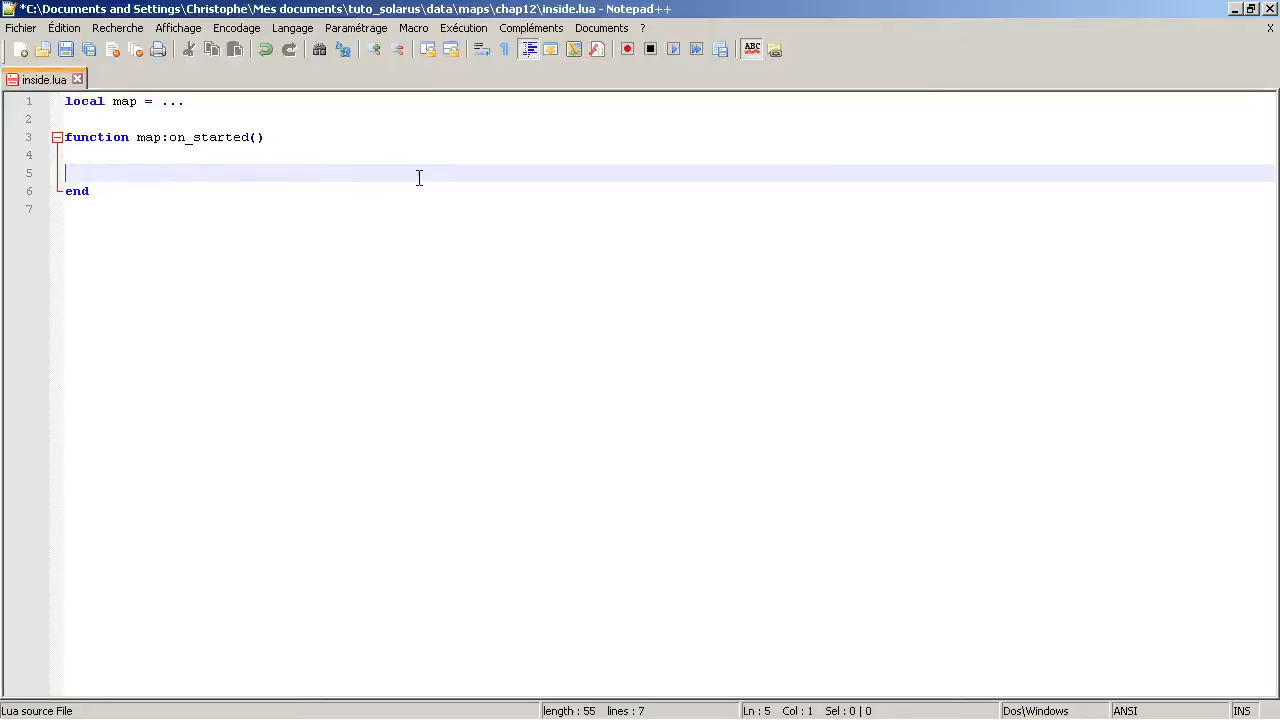 *C:\Documents and Settings\Christophe\Mes documents\tuto_solarus\data\maps\chap12\inside.lua - Notepad++
Fichier Édition Recherche Affichage Encodage Langage Paramétrage Macro Exécution Compléments Documents ? X
ABC
inside.lua
1 local map = ...
2
3 function map:on_started()
4
5
6 end
7
Lua source File length : 55 lines : 7 Ln : 5 Col : 1 Sel : 0 | 0 Dos\Windows ANSI INS